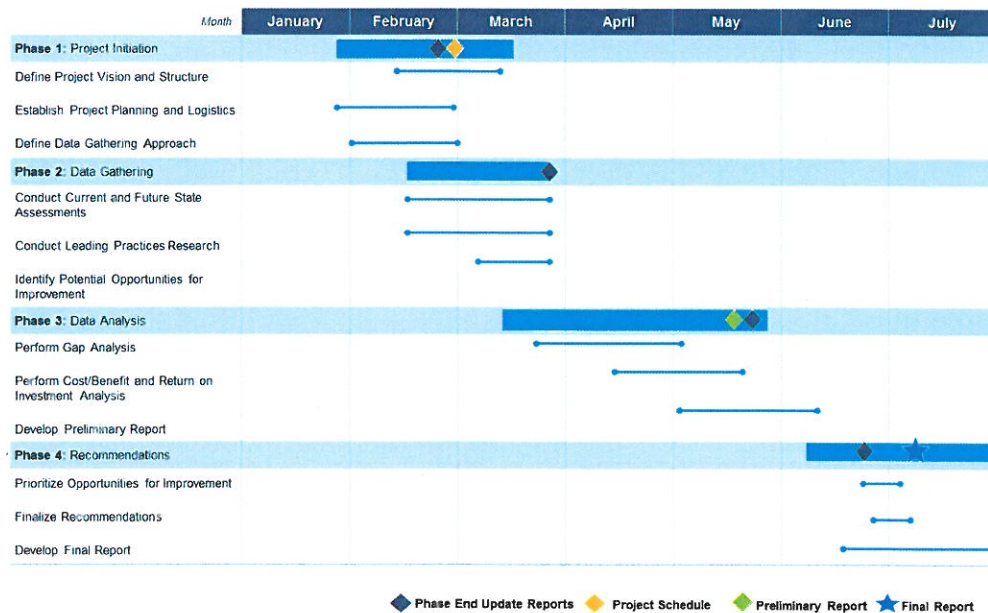 Month January February March April May June July
Phase 1: Project Initiation
Define Project Vision and Structure
Establish Project Planning and Logistics
Define Data Gathering Approach
Phase 2: Data Gathering
Conduct Current and Future State
Assessments
Conduct Leading Practices Research
Identify Potential Opportunities for
Improvement
Phase 3: Data Analysis
Perform Gap Analysis
Perform Cost/Benefit and Return on
Investment Analysis
Develop Preliminary Report
Phase 4: Recommendations
Prioritize Opportunities for Improvement
Finalize Recommendations
Develop Final Report
Phase End Update Reports Project Schedule Preliminary Report Final Report